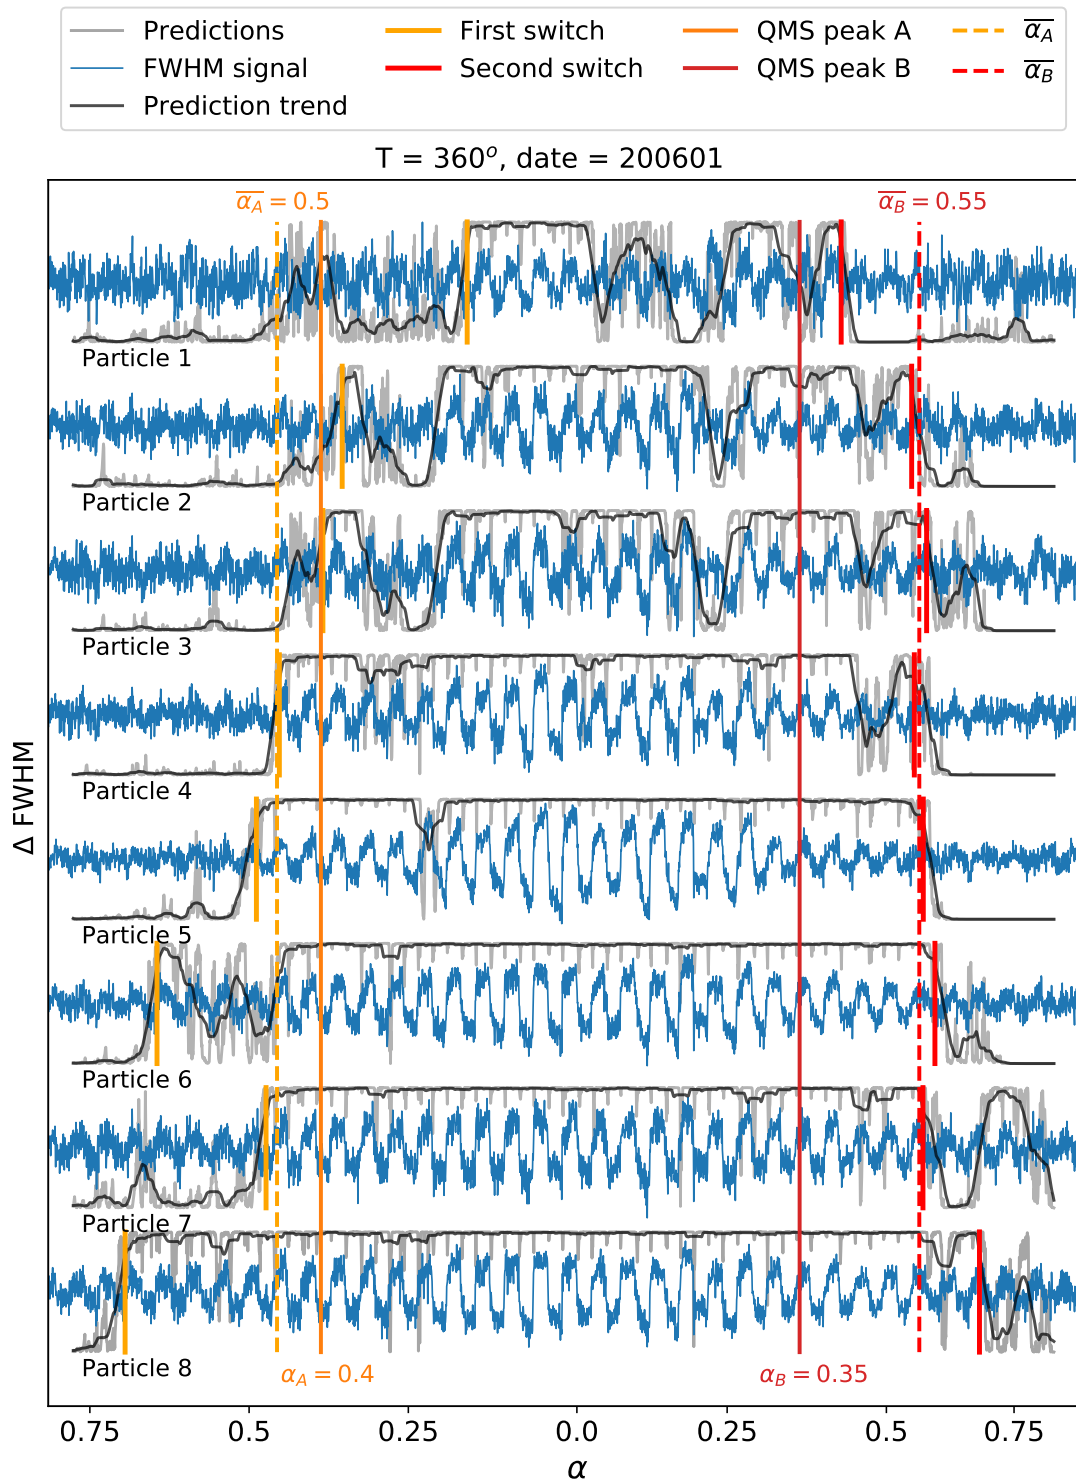 Predictions First switch QMS peak A $\overline{\alpha_A}$
FWHM signal Second switch QMS peak B $\overline{\alpha_B}$
Prediction trend
T = 360$^o$, date = 200601
$\overline{\alpha_A}$ = 0.5 $\overline{\alpha_B}$ = 0.55
Particle 1
Particle 2
Particle 3
Particle 4
Particle 5
Particle 6
Particle 7
Particle 8
$\alpha_A$ = 0.4 $\alpha_B$ = 0.35
Δ FWHM
0.75 0.5 0.25 0.0 0.25 0.5 0.75
α